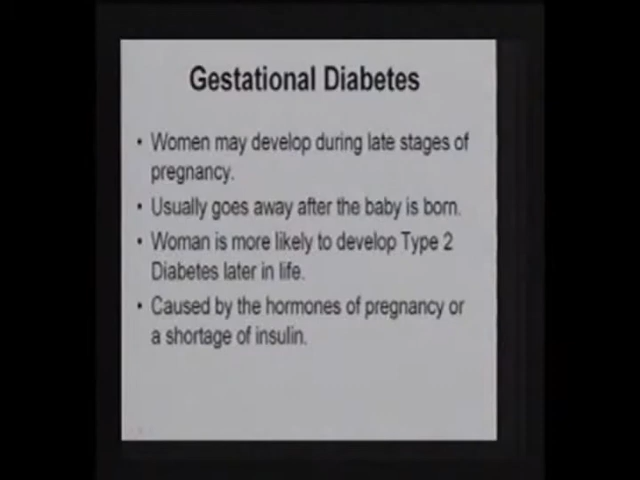 Gestational Diabetes
• Women may develop during late stages of
pregnancy.
• Usually goes away after the baby is born.
• Woman is more likely to develop Type 2
Diabetes later in life.
• Caused by the hormones of pregnancy or
a shortage of insulin.